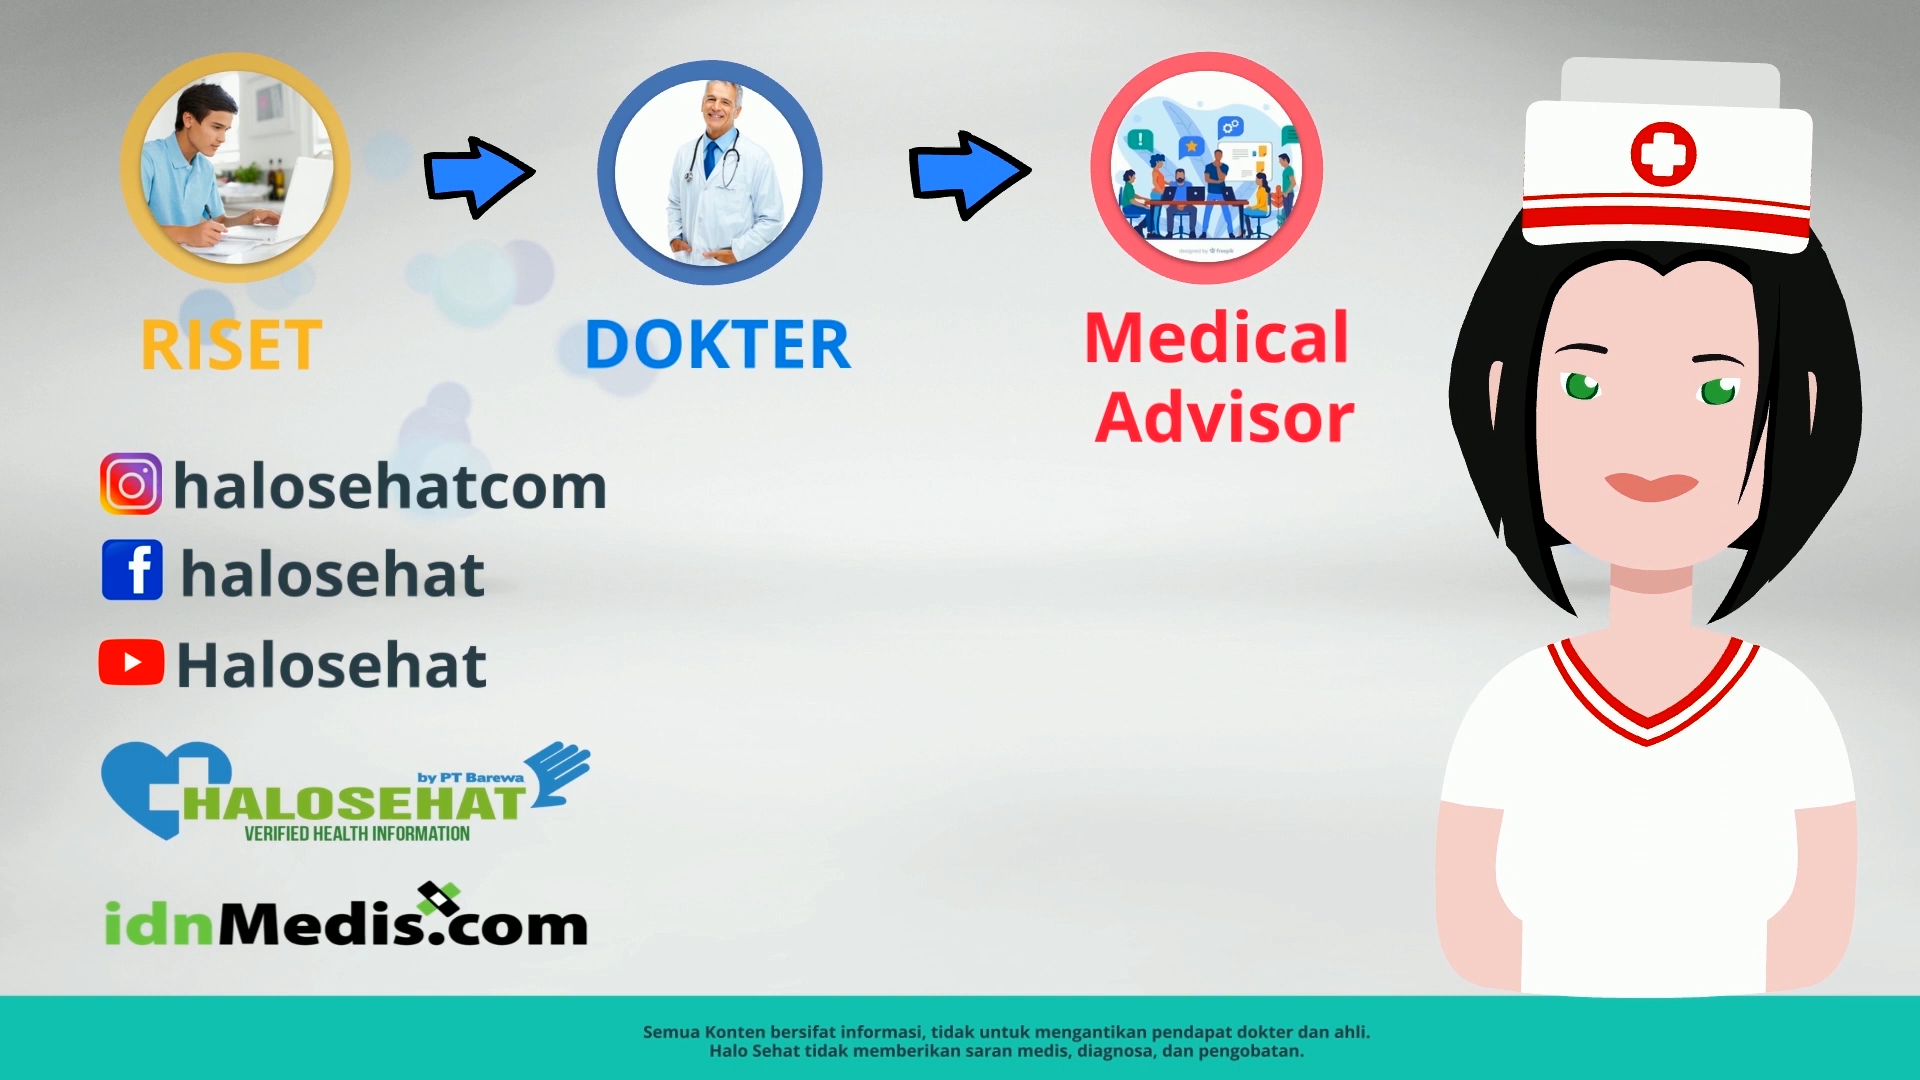 RISET
DOKTER
Medical
Advisor
halosehatcom
halosehat
Halosehat
by PT Barewa
HALOSEHAT
VERIFIED HEALTH INFORMATION
idnMedis.com
Semua Konten bersifat informasi, tidak untuk mengantikan pendapat dokter dan ahli.
Halo Sehat tidak memberikan saran medis, diagnosa, dan pengobatan.